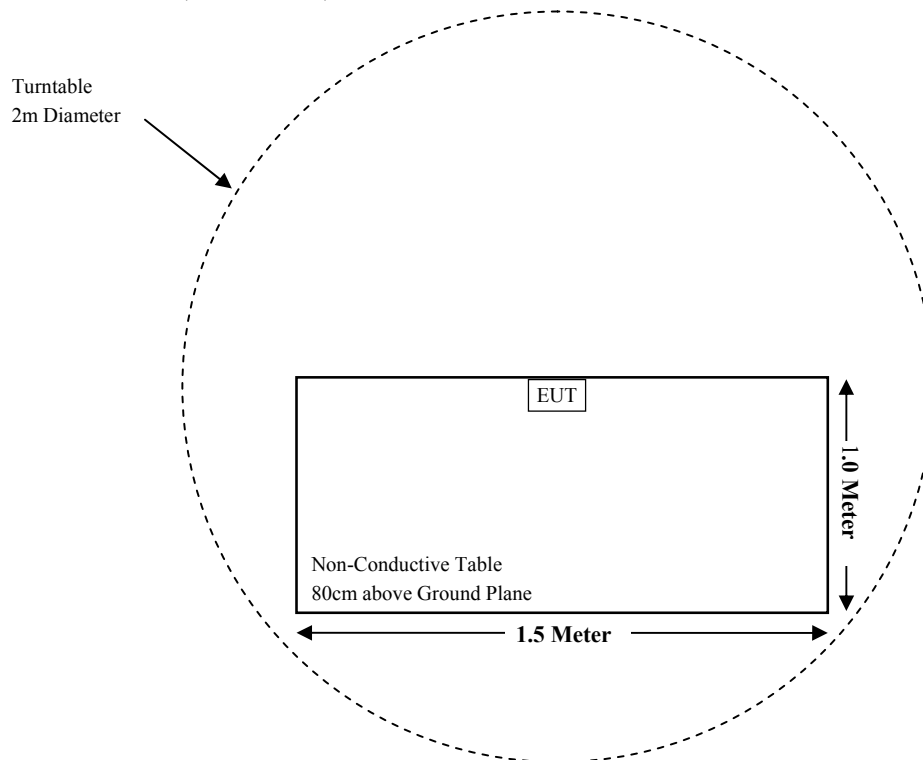 Turntable
2m Diameter
EUT
1.0 Meter
Non-Conductive Table
80cm above Ground Plane
1.5 Meter